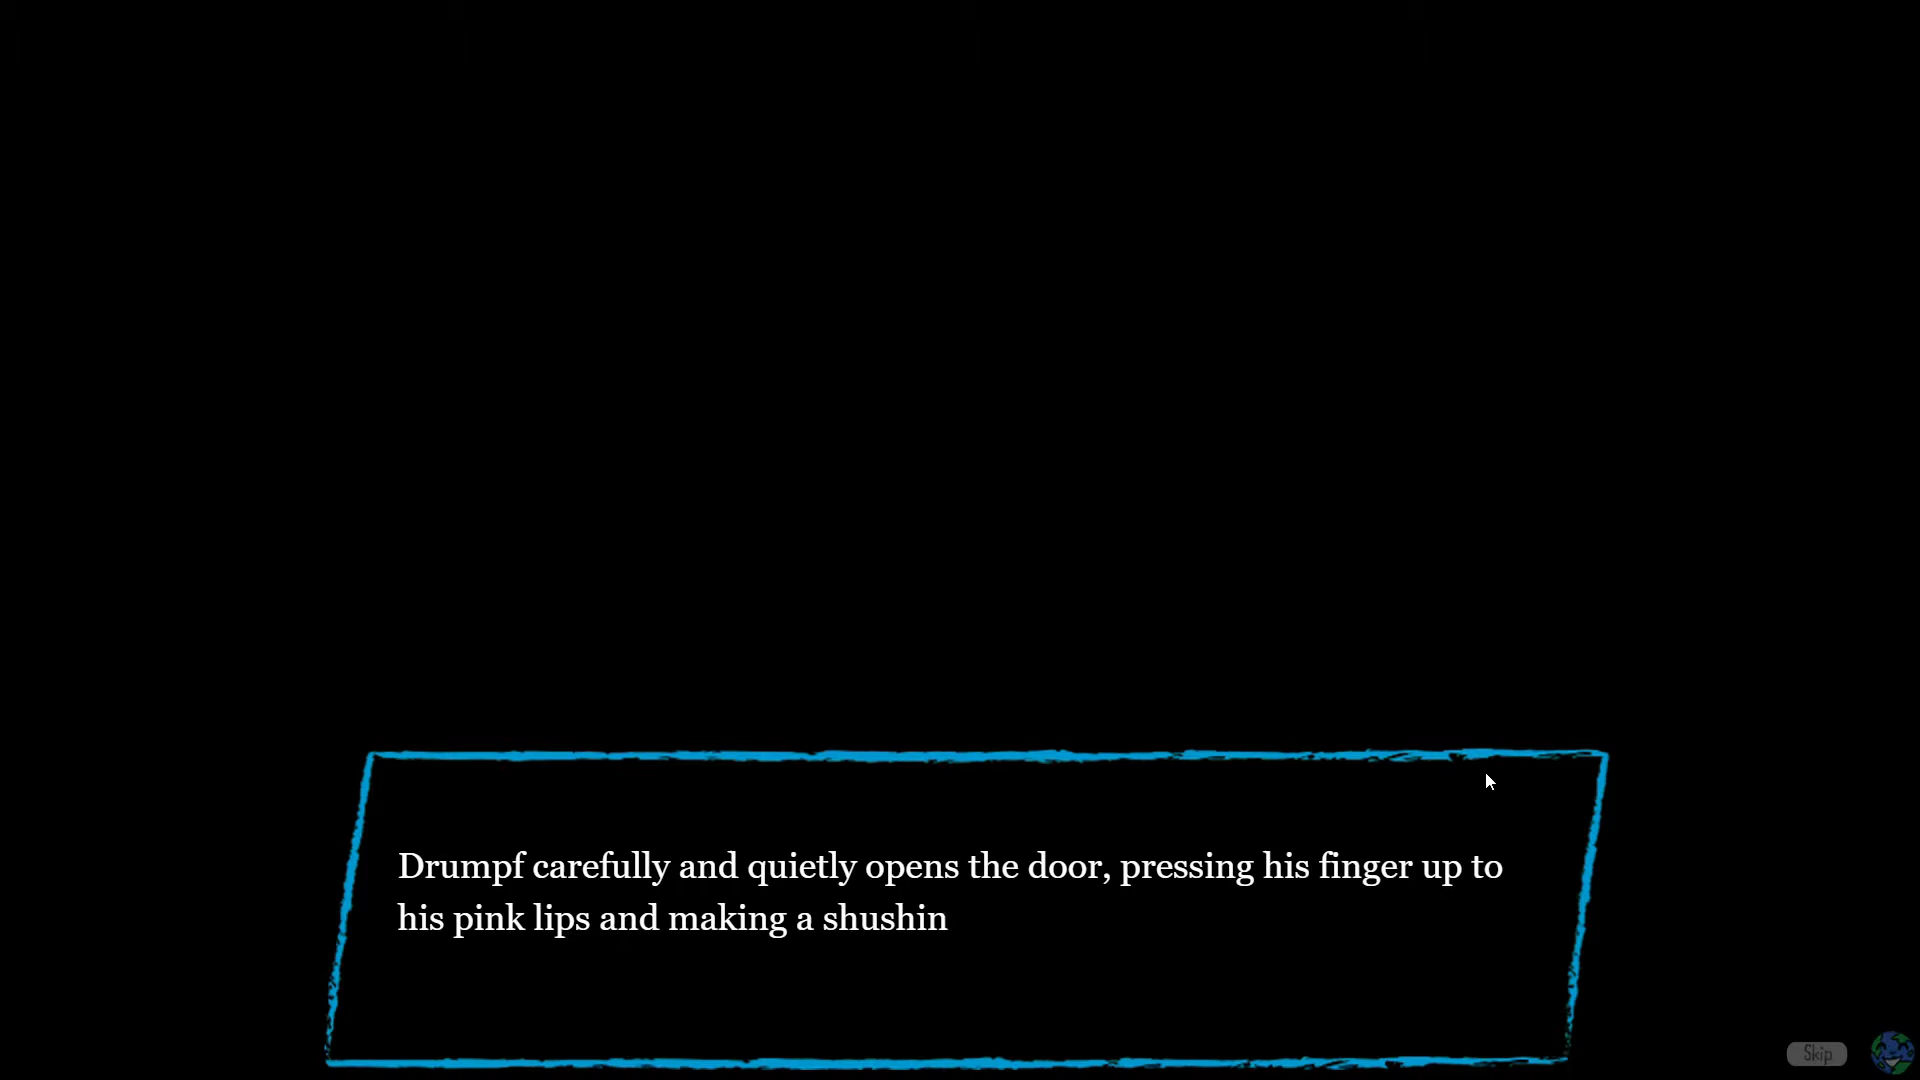 Drumpf carefully and quietly opens the door, pressing his finger up to
his pink lips and making a shushin
Skip